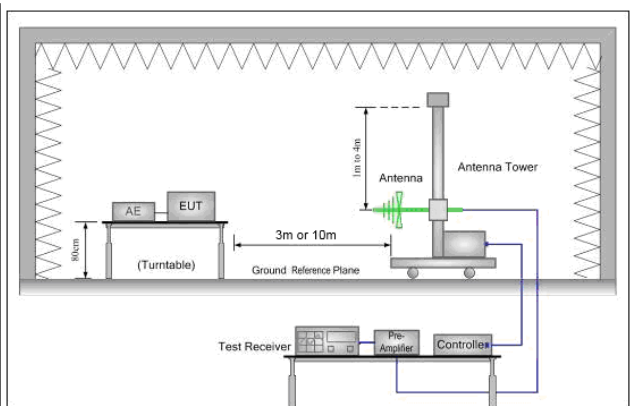 1m to 4m
Antenna
Antenna Tower
AE
EUT
80cm
3m or 10m
(Turntable)
Ground Reference Plane
Test Receiver
Pre-
Amplifier
Controlle